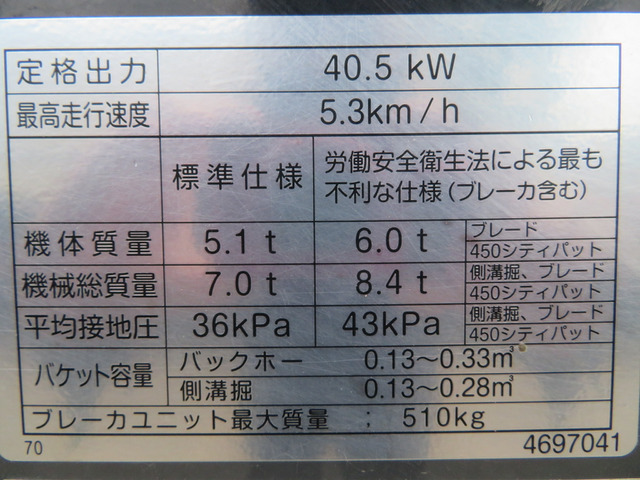 定格出力 40.5 kW
最高走行速度 5.3km/h
標準仕様 労働安全衛生法による最も
不利な仕様(ブレーカ含む)
機体質量 5.1 t 6.0 t ブレード
450シティパット
機械総質量 7.0 t 8.4 t 側溝掘、ブレード
450シティパット
平均接地圧 36kPa 43kPa 側溝掘、ブレード
450シティパット
バケット容量 バックホー 0.13〜0.33㎥
側溝掘 0.13〜0.28㎥
ブレーカユニット最大質量 ; 510kg
70 4697041